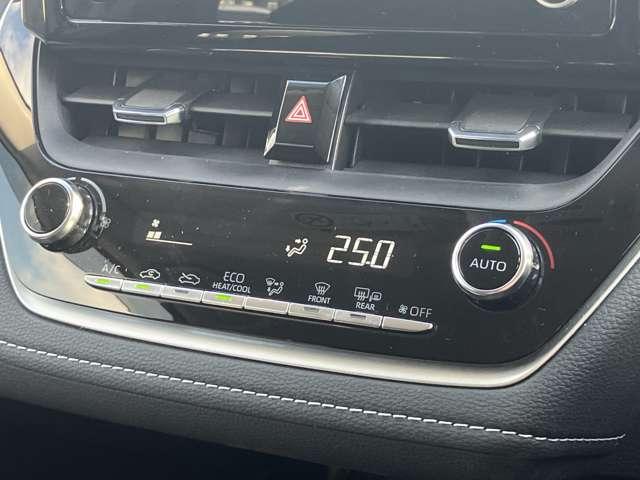 25.0
AUTO
A/C
ECO
HEAT/COOL
FRONT
REAR
OFF